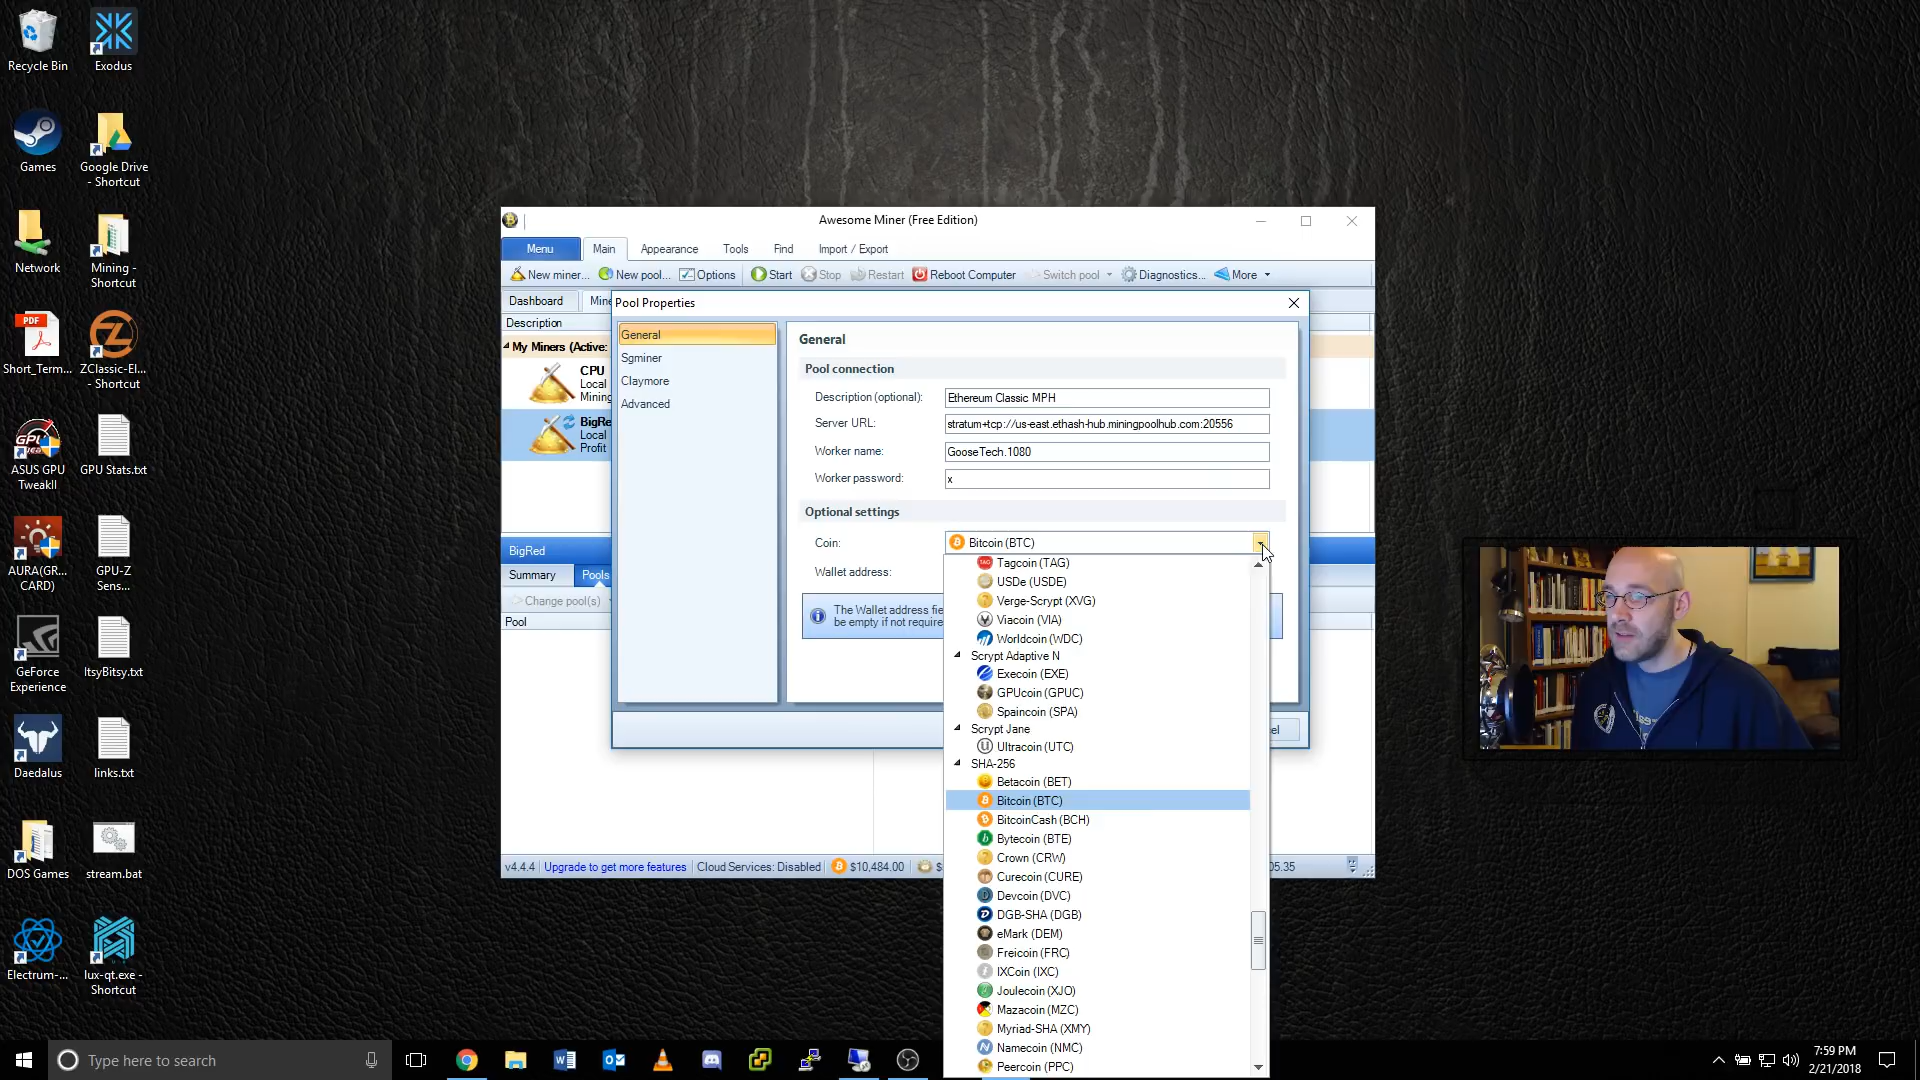 Recycle Bin
Exodus
Games
Google Drive
- Shortcut
Network
Mining -
Shortcut
PDF
Short_Term...
ZClassic-El...
- Shortcut
GPU
ASUS GPU
TweakII
GPU Stats.txt
AURA(GR...
CARD)
GPU-Z
Sens...
GeForce
Experience
ItsyBitsy.txt
Daedalus
links.txt
DOS Games
stream.bat
Electrum-...
lux-qt.exe -
Shortcut
Awesome Miner (Free Edition)
Menu
Main
Appearance
Tools
Find
Import / Export
New miner...
New pool...
Options
Start
Stop
Restart
Reboot Computer
Switch pool
Diagnostics...
More
Dashboard
Mine
Description
My Miners (Active:
CPU
Local
Mining
BigRe
Local
Profit
BigRed
Summary
Pools
Change pool(s)
Pool
v4.4.4
Upgrade to get more features
Cloud Services: Disabled
$10,484.00
$
05.35
Pool Properties
General
Sgminer
Claymore
Advanced
General
Pool connection
Description (optional):
Ethereum Classic MPH
Server URL:
stratum+tcp://us-east.ethash-hub.miningpoolhub.com:20556
Worker name:
GooseTech.1080
Worker password:
x
Optional settings
Coin:
Bitcoin (BTC)
Wallet address:
The Wallet address fie
be empty if not require
el
Tagcoin (TAG)
USDe (USDE)
Verge-Scrypt (XVG)
Viacoin (VIA)
Worldcoin (WDC)
Scrypt Adaptive N
Execoin (EXE)
GPUcoin (GPUC)
Spaincoin (SPA)
Scrypt Jane
Ultracoin (UTC)
SHA-256
Betacoin (BET)
Bitcoin (BTC)
BitcoinCash (BCH)
Bytecoin (BTE)
Crown (CRW)
Curecoin (CURE)
Devcoin (DVC)
DGB-SHA (DGB)
eMark (DEM)
Freicoin (FRC)
IXCoin (IXC)
Joulecoin (XJO)
Mazacoin (MZC)
Myriad-SHA (XMY)
Namecoin (NMC)
Peercoin (PPC)
Type here to search
7:59 PM
2/21/2018